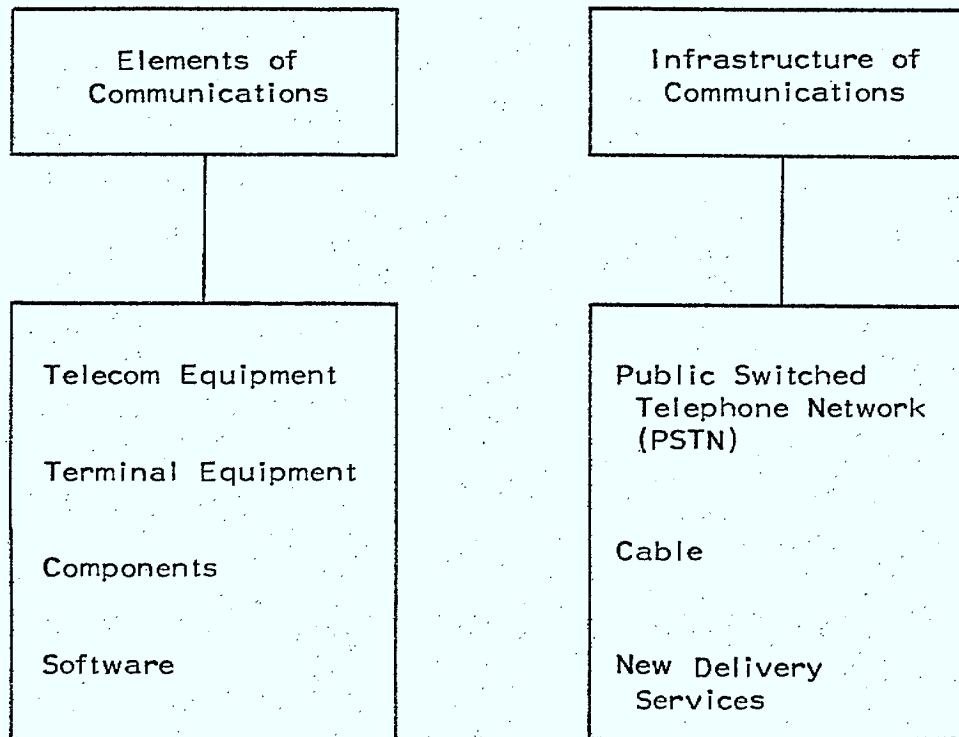 Elements of
Communications
Telecom Equipment
Terminal Equipment
Components
Software
Infrastructure of
Communications
Public Switched
Telephone Network
(PSTN)
Cable
New Delivery
Services